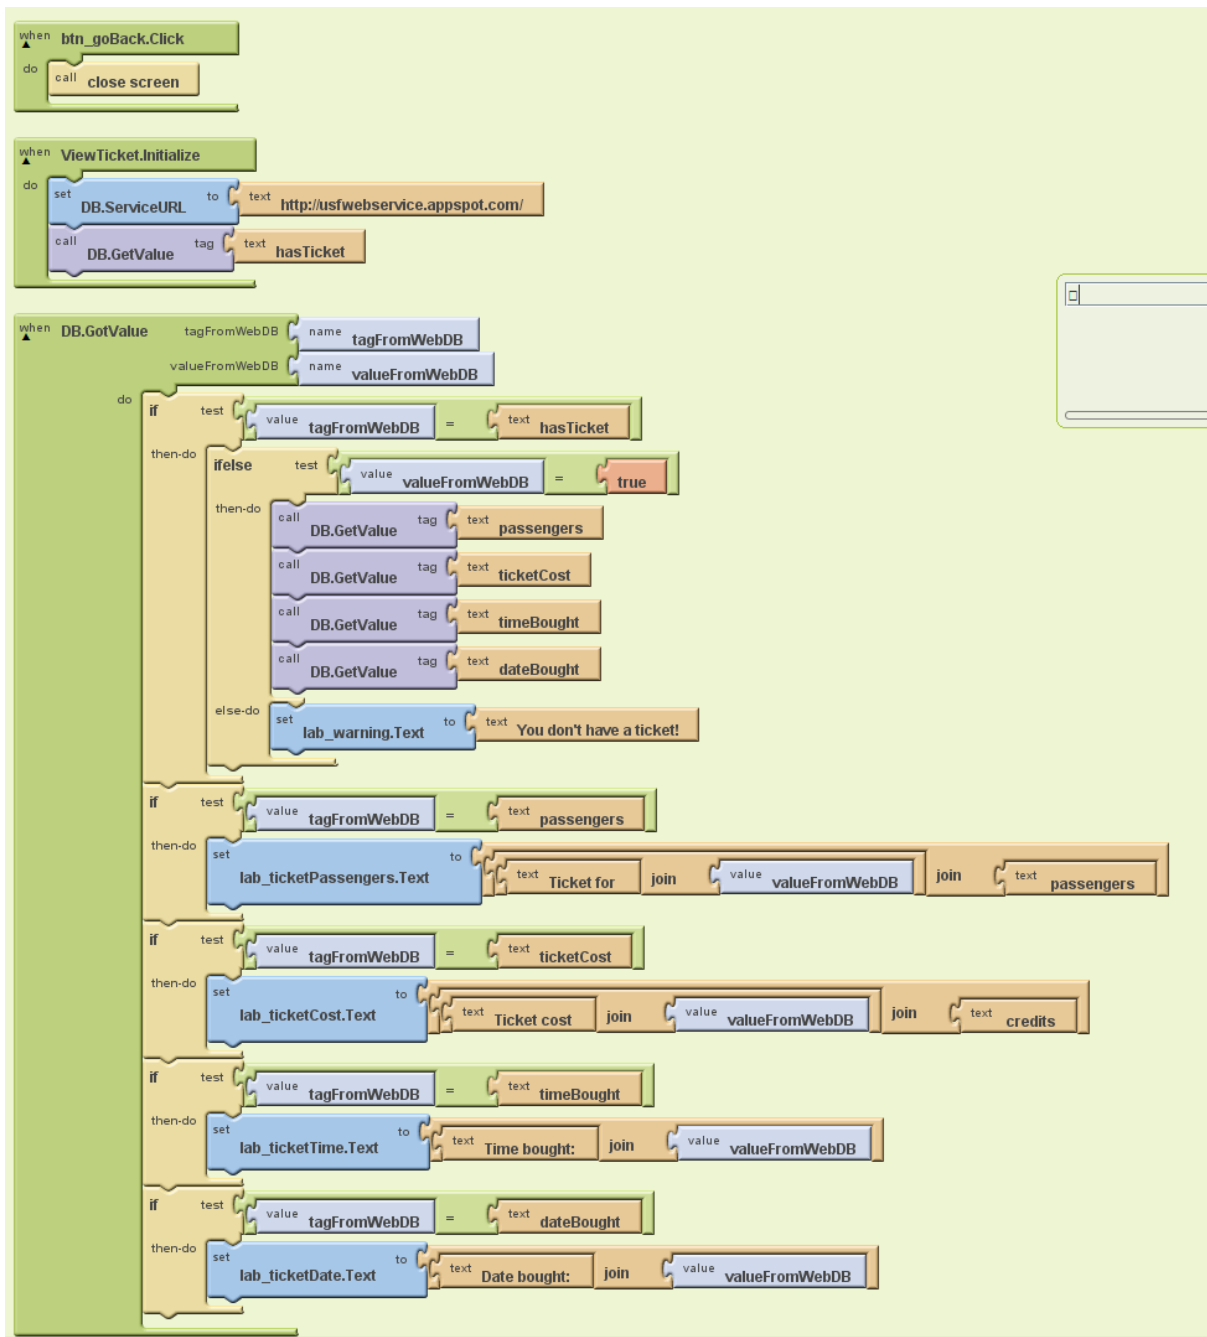 when btn_goBack.Click
do call close screen
when ViewTicket.Initialize
do set DB.ServiceURL to text http://usfwebservice.appspot.com/
call DB.GetValue tag text hasTicket
when DB.GotValue tagFromWebDB name tagFromWebDB
valueFromWebDB name valueFromWebDB
do if test value tagFromWebDB = text hasTicket
then-do ifelse test value valueFromWebDB = true
then-do call DB.GetValue tag text passengers
call DB.GetValue tag text ticketCost
call DB.GetValue tag text timeBought
call DB.GetValue tag text dateBought
else-do set lab_warning.Text to text You don't have a ticket!
if test value tagFromWebDB = text passengers
then-do set lab_ticketPassengers.Text to text Ticket for join value valueFromWebDB join text passengers
if test value tagFromWebDB = text ticketCost
then-do set lab_ticketCost.Text to text Ticket cost join value valueFromWebDB join text credits
if test value tagFromWebDB = text timeBought
then-do set lab_ticketTime.Text to text Time bought: join value valueFromWebDB
if test value tagFromWebDB = text dateBought
then-do set lab_ticketDate.Text to text Date bought: join value valueFromWebDB